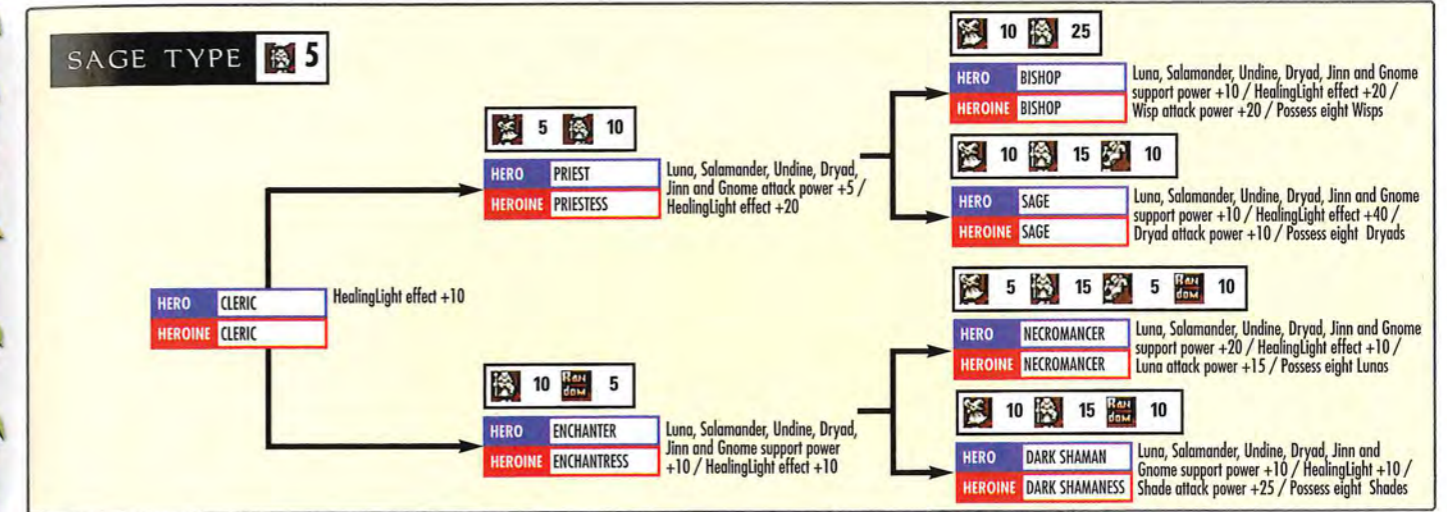 SAGE TYPE 5
10 25
HERO BISHOP
HEROINE BISHOP
Luna, Salamander, Undine, Dryad, Jinn and Gnome
support power +10 / HealingLight effect +20 /
Wisp attack power +20 / Possess eight Wisps
5 10
HERO PRIEST
HEROINE PRIESTESS
Luna, Salamander, Undine, Dryad,
Jinn and Gnome attack power +5 /
HealingLight effect +20
10 15 10
HERO SAGE
HEROINE SAGE
Luna, Salamander, Undine, Dryad, Jinn and Gnome
support power +10 / HealingLight effect +40 /
Dryad attack power +10 / Possess eight Dryads
HERO CLERIC
HEROINE CLERIC
HealingLight effect +10
5 15 5 RAN DOM 10
HERO NECROMANCER
HEROINE NECROMANCER
Luna, Salamander, Undine, Dryad, Jinn and Gnome
support power +20 / HealingLight effect +10 /
Luna attack power +15 / Possess eight Lunas
10 RAN DOM 5
HERO ENCHANTER
HEROINE ENCHANTRESS
Luna, Salamander, Undine, Dryad,
Jinn and Gnome support power
+10 / HealingLight effect +10
10 15 RAN DOM 10
HERO DARK SHAMAN
HEROINE DARK SHAMANESS
Luna, Salamander, Undine, Dryad, Jinn and
Gnome support power +10 / HealingLight +10 /
Shade attack power +25 / Possess eight Shades